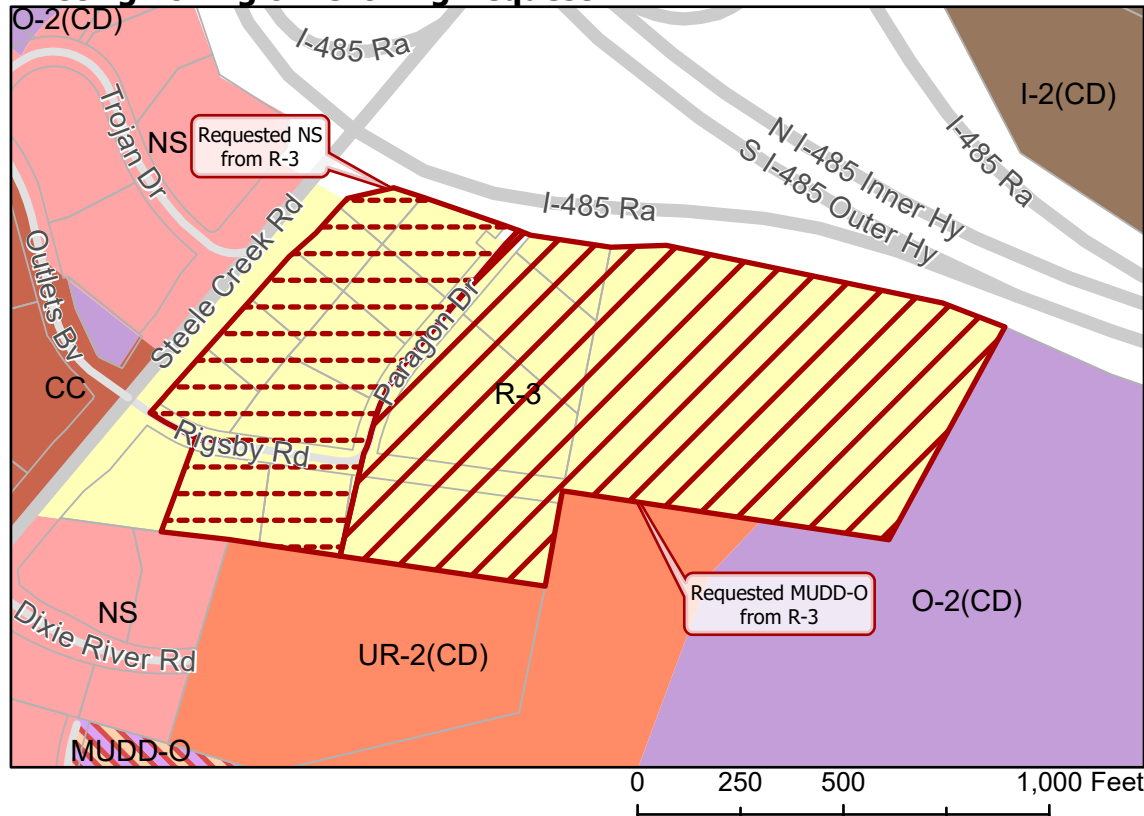 O-2(CD)
I-485 Ra
I-2(CD)
Trojan Dr
NS
Requested NS
from R-3
N I-485 Inner Hy
I-485 Ra
S I-485 Outer Hy
I-485 Ra
Steele Creek Rd
Outlets Bv
Paragon Dr
CC
R-3
Rigsby Rd
Requested MUDD-O
from R-3
O-2(CD)
NS
Dixie River Rd
UR-2(CD)
MUDD-O
0 250 500 1,000 Feet